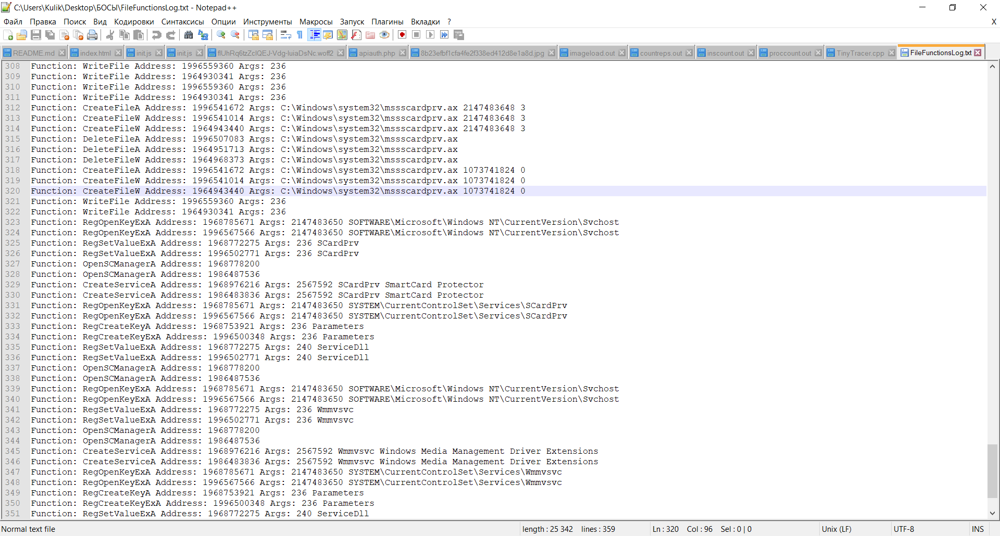 C:\Users\Kulik\Desktop\БОСЫ\FileFunctionsLog.txt - Notepad++
Файл Правка Поиск Вид Кодировки Синтаксисы Опции Инструменты Макросы Запуск Плагины Вкладки ? X
README.md index.html init.js init.js flUhRq6tzZclQEJ-Vdg-IuiaDsNc.woff2 apiauth.php 8b23efbf1cfa4fe2f338ed412d8e1a8d.jpg imageload.out countreps.out inscount.out proccount.out TinyTracer.cpp FileFunctionsLog.txt
308 Function: WriteFile Address: 1996559360 Args: 236
309 Function: WriteFile Address: 1964930341 Args: 236
310 Function: WriteFile Address: 1996559360 Args: 236
311 Function: WriteFile Address: 1964930341 Args: 236
312 Function: CreateFileA Address: 1996541672 Args: C:\Windows\system32\mssscardprv.ax 2147483648 3
313 Function: CreateFileW Address: 1996541014 Args: C:\Windows\system32\mssscardprv.ax 2147483648 3
314 Function: CreateFileW Address: 1964943440 Args: C:\Windows\system32\mssscardprv.ax 2147483648 3
315 Function: DeleteFileA Address: 1996507083 Args: C:\Windows\system32\mssscardprv.ax
316 Function: DeleteFileA Address: 1964951713 Args: C:\Windows\system32\mssscardprv.ax
317 Function: DeleteFileW Address: 1964968373 Args: C:\Windows\system32\mssscardprv.ax
318 Function: CreateFileA Address: 1996541672 Args: C:\Windows\system32\mssscardprv.ax 1073741824 0
319 Function: CreateFileW Address: 1996541014 Args: C:\Windows\system32\mssscardprv.ax 1073741824 0
320 Function: CreateFileW Address: 1964943440 Args: C:\Windows\system32\mssscardprv.ax 1073741824 0
321 Function: WriteFile Address: 1996559360 Args: 236
322 Function: WriteFile Address: 1964930341 Args: 236
323 Function: RegOpenKeyExA Address: 1968785671 Args: 2147483650 SOFTWARE\Microsoft\Windows NT\CurrentVersion\Svchost
324 Function: RegOpenKeyExA Address: 1996567566 Args: 2147483650 SOFTWARE\Microsoft\Windows NT\CurrentVersion\Svchost
325 Function: RegSetValueExA Address: 1968772275 Args: 236 SCardPrv
326 Function: RegSetValueExA Address: 1996502771 Args: 236 SCardPrv
327 Function: OpenSCManagerA Address: 1968778200
328 Function: OpenSCManagerA Address: 1986487536
329 Function: CreateServiceA Address: 1968976216 Args: 2567592 SCardPrv SmartCard Protector
330 Function: CreateServiceA Address: 1986483836 Args: 2567592 SCardPrv SmartCard Protector
331 Function: RegOpenKeyExA Address: 1968785671 Args: 2147483650 SYSTEM\CurrentControlSet\Services\SCardPrv
332 Function: RegOpenKeyExA Address: 1996567566 Args: 2147483650 SYSTEM\CurrentControlSet\Services\SCardPrv
333 Function: RegCreateKeyA Address: 1968753921 Args: 236 Parameters
334 Function: RegCreateKeyExA Address: 1996500348 Args: 236 Parameters
335 Function: RegSetValueExA Address: 1968772275 Args: 240 ServiceDll
336 Function: RegSetValueExA Address: 1996502771 Args: 240 ServiceDll
337 Function: OpenSCManagerA Address: 1968778200
338 Function: OpenSCManagerA Address: 1986487536
339 Function: RegOpenKeyExA Address: 1968785671 Args: 2147483650 SOFTWARE\Microsoft\Windows NT\CurrentVersion\Svchost
340 Function: RegOpenKeyExA Address: 1996567566 Args: 2147483650 SOFTWARE\Microsoft\Windows NT\CurrentVersion\Svchost
341 Function: RegSetValueExA Address: 1968772275 Args: 236 Wmmvsvc
342 Function: RegSetValueExA Address: 1996502771 Args: 236 Wmmvsvc
343 Function: OpenSCManagerA Address: 1968778200
344 Function: OpenSCManagerA Address: 1986487536
345 Function: CreateServiceA Address: 1968976216 Args: 2567592 Wmmvsvc Windows Media Management Driver Extensions
346 Function: CreateServiceA Address: 1986483836 Args: 2567592 Wmmvsvc Windows Media Management Driver Extensions
347 Function: RegOpenKeyExA Address: 1968785671 Args: 2147483650 SYSTEM\CurrentControlSet\Services\Wmmvsvc
348 Function: RegOpenKeyExA Address: 1996567566 Args: 2147483650 SYSTEM\CurrentControlSet\Services\Wmmvsvc
349 Function: RegCreateKeyA Address: 1968753921 Args: 236 Parameters
350 Function: RegCreateKeyExA Address: 1996500348 Args: 236 Parameters
351 Function: RegSetValueExA Address: 1968772275 Args: 240 ServiceDll
Normal text file length : 25 342 lines : 359 Ln : 320 Col : 96 Sel : 0 | 0 Unix (LF) UTF-8 INS